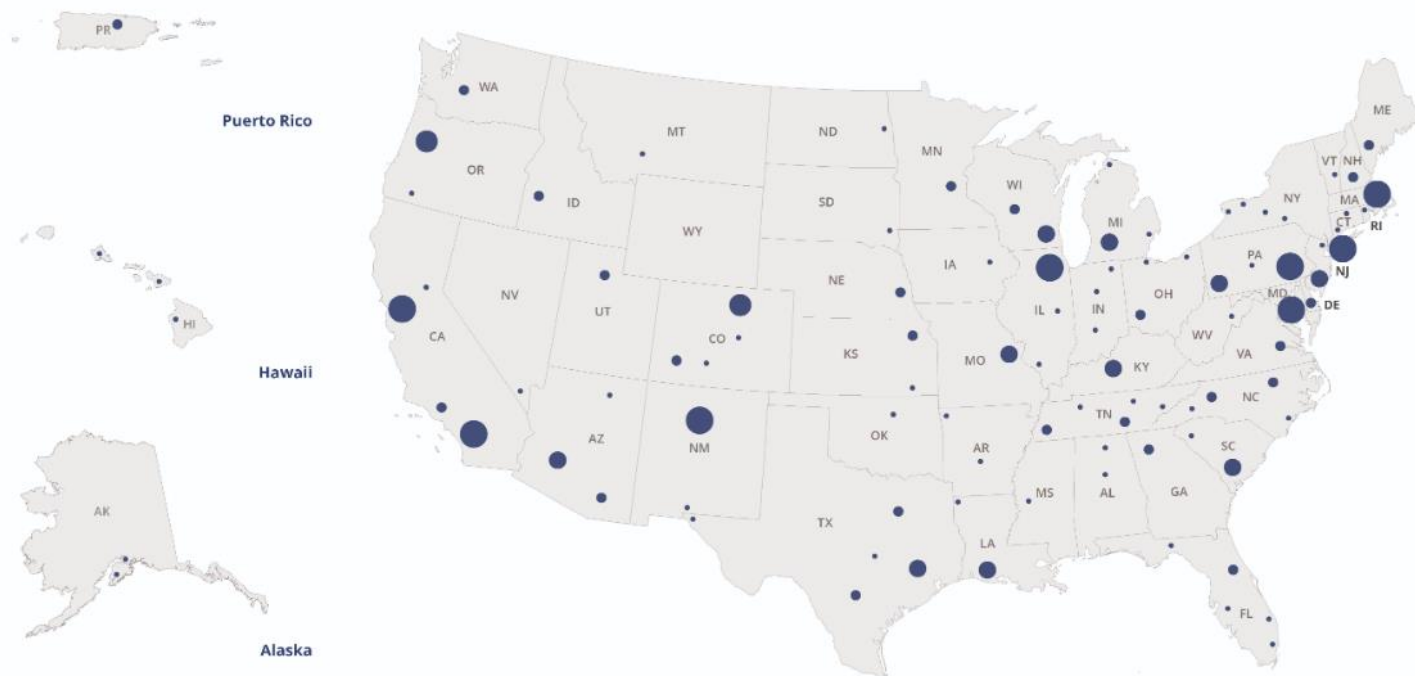 PR
Puerto Rico
HI
Hawaii
AK
Alaska
WA
MT
ND
MN
ME
VT
NH
OR
ID
SD
WI
MI
NY
MA
CT
RI
WY
IA
NE
PA
NJ
NV
UT
CO
IL
IN
OH
MD
DE
CA
KS
MO
WV
VA
KY
AZ
NM
OK
AR
TN
NC
SC
TX
MS
AL
GA
LA
FL